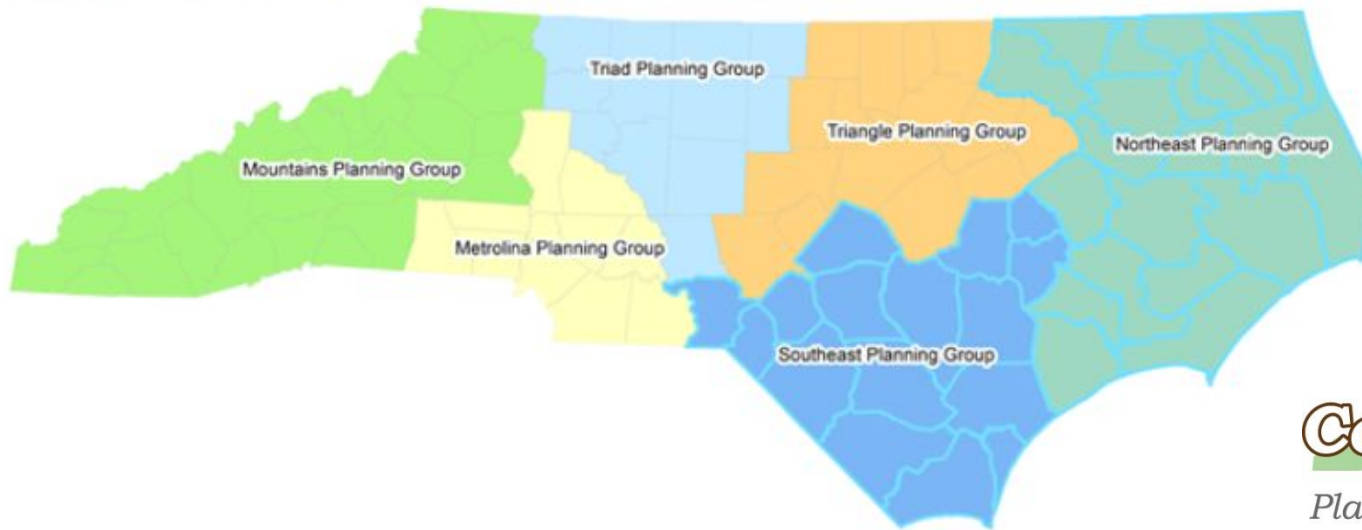 Triad Planning Group
Triangle Planning Group
Northeast Planning Group
Mountains Planning Group
Metrolina Planning Group
Southeast Planning Group